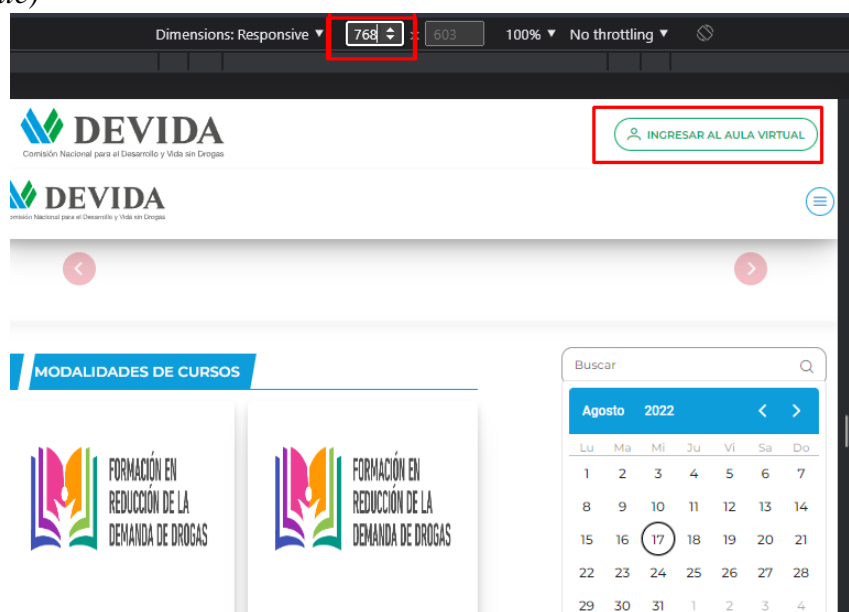 Dimensions: Responsive ▼ 768 × 603 100% ▼ No throttling ▼
DEVIDA
Comisión Nacional para el Desarrollo y Vida sin Drogas
INGRESAR AL AULA VIRTUAL
DEVIDA
omisión Nacional para el Desarrollo y Vida sin Drogas
MODALIDADES DE CURSOS
FORMACIÓN EN
REDUCCIÓN DE LA
DEMANDA DE DROGAS
FORMACIÓN EN
REDUCCIÓN DE LA
DEMANDA DE DROGAS
Buscar
Agosto 2022
Lu Ma Mi Ju Vi Sa Do
1 2 3 4 5 6 7
8 9 10 11 12 13 14
15 16 17 18 19 20 21
22 23 24 25 26 27 28
29 30 31 1 2 3 4